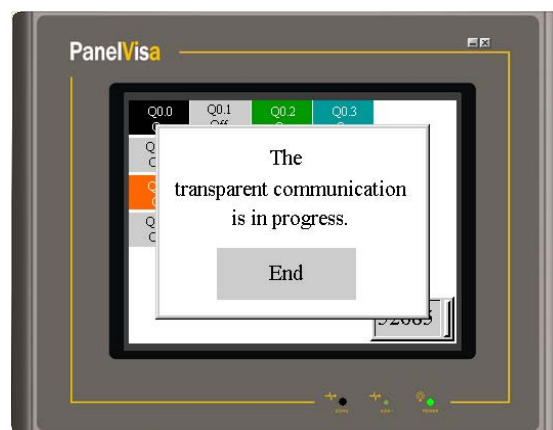 PanelVisa
Q0.0 Q0.1 Q0.2 Q0.3
Off
The
transparent communication
is in progress.
End